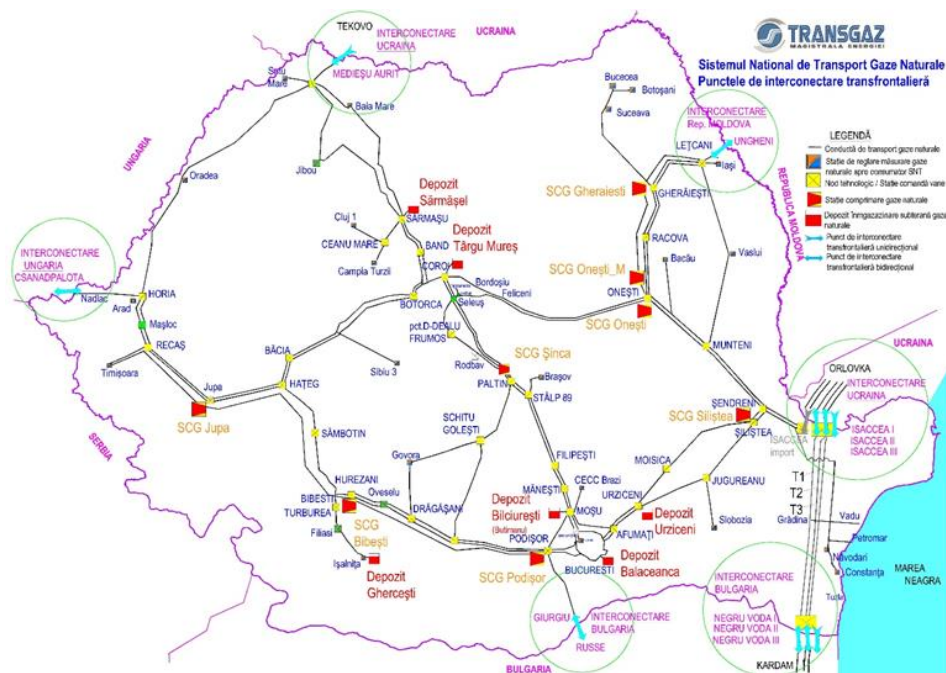 TRANSGAZ
MAGISTRALA ENERGIEI
Sistemul National de Transport Gaze Naturale
Punctele de interconectare transfrontalieră
LEGENDĂ
Conductă de transport gaze
naturale
Statie de reglare măsurare gaze
naturale spre consumator SNT
Nod tehnologic / Statie comandă vane
Statie comprimare gaze naturale
Depozit înmgazinare subterană gaze
naturale
Punct de interconectare
transfrontalieră unidirecțional
Punct de interconectare
transfrontalieră bidirecțional
TEKOVO
INTERCONECTARE
UCRAINA
UCRAINA
MEDIEȘU AURIT
Satu
Mare
Baia Mare
Bucecea
Botoșani
Suceava
INTERCONECTARE
Rep. MOLDOVA
UNGHENI
LEȚCANI
Iași
UNGARIA
Oradea
Jibou
SCG Gheraiesti
GHERĂIEȘTI
REPUBLICA MOLDOVA
Depozit
Sărmășel
SĂRMAȘU
Cluj 1
CEANU MARE
Campia Turzii
BAND
Depozit
Târgu Mureș
COROI
Bordoșiu
Feliceni
Seleuș
BOTORCA
RACOVA
Bacău
Vaslui
SCG Onești_M
ONEȘTI
SCG Onești
INTERCONECTARE
UNGARIA
CSANADPALOTA
Nadlac
HORIA
Arad
Mașloc
RECAȘ
Timișoara
Jupa
SCG Jupa
BĂCIA
HAȚEG
Sibiu 3
pct.D-DEALU
FRUMOS
Rodbav
SCG Șinca
PALTIN
Brașov
STÂLP 89
MUNTENI
UCRAINA
ORLOVKA
INTERCONECTARE
UCRAINA
ȘENDRENI
SCG Siliștea
SILIȘTEA
ISACCEA
import
ISACCEA I
ISACCEA II
ISACCEA III
SERBIA
SÂMBOTIN
SCHITU
GOLEȘTI
Govora
FILIPEȘTI
MOISICA
JUGUREANU
Slobozia
HUREZANI
BIBESTI
TURBUREA
Oveselu
DRĂGĂȘANI
SCG
Bibești
Filiasi
Ișalnița
Depozit
Ghercești
MĂNEȘTI
CECC Brazi
URZICENI
Depozit
Bilciurești
(Butimanu)
MOȘU
Depozit
Urziceni
AFUMAȚI
PODIȘOR
SCG Podișor
BUCUREȘTI
Depozit
Balaceanca
T1
T2
T3
Grădina
Vadu
Petromar
Năvodari
Constanța
MAREA
NEAGRA
GIURGIU
INTERCONECTARE
BULGARIA
RUSSE
BULGARIA
INTERCONECTARE
BULGARIA
NEGRU VODA I
NEGRU VODA II
NEGRU VODA III
KARDAM